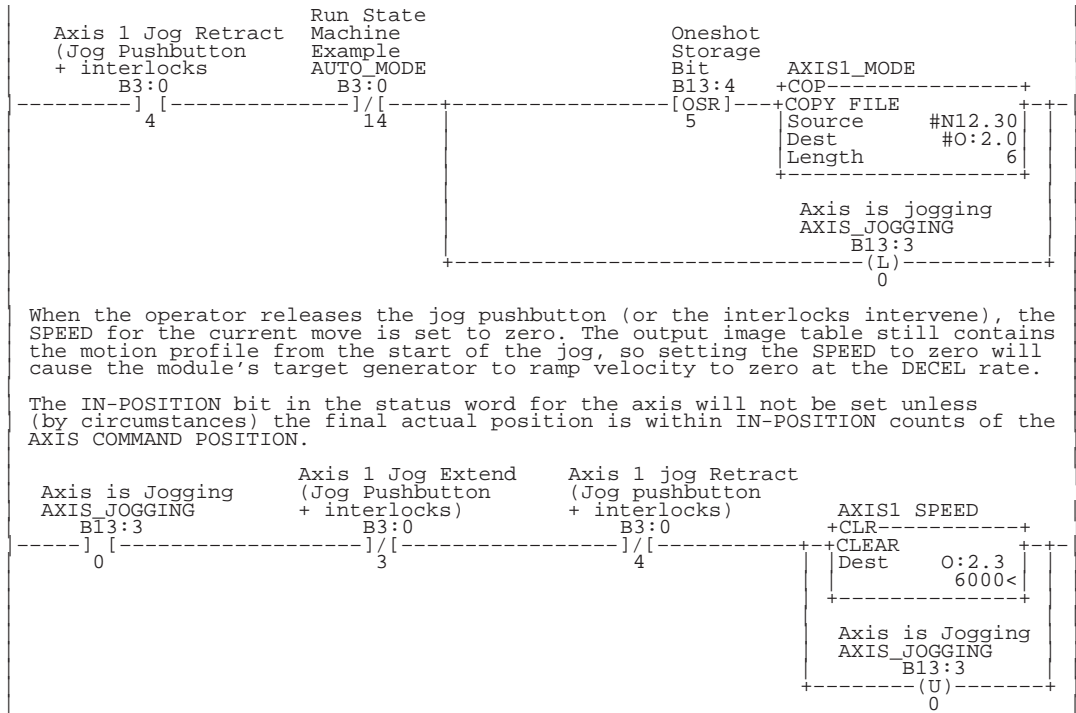 Run State
Axis 1 Jog Retract Machine Oneshot
(Jog Pushbutton Example Storage
+ interlocks AUTO_MODE Bit AXIS1_MODE
B3:0 B3:0 B13:4 +COP---------------+
---------] [--------------]/[----+-----------------[OSR]---+COPY FILE +-+-
4 14 5 Source #N12.30
Dest #O:2.0
Length 6
+------------------+
Axis is jogging
AXIS_JOGGING
B13:3
+--------------------------------(L)-----------+
0
When the operator releases the jog pushbutton (or the interlocks intervene), the
SPEED for the current move is set to zero. The output image table still contains
the motion profile from the start of the jog, so setting the SPEED to zero will
cause the module's target generator to ramp velocity to zero at the DECEL rate.
The IN-POSITION bit in the status word for the axis will not be set unless
(by circumstances) the final actual position is within IN-POSITION counts of the
AXIS COMMAND POSITION.
Axis 1 Jog Extend Axis 1 jog Retract
Axis is Jogging (Jog Pushbutton (Jog pushbutton
AXIS_JOGGING + interlocks) + interlocks) AXIS1 SPEED
B13:3 B3:0 B3:0 +CLR------------+
-----] [--------------------]/[--------------------]/[-----------+-+CLEAR +-+-
0 3 4 Dest O:2.3
6000<
+---------------+
Axis is Jogging
AXIS_JOGGING
B13:3
+--------(U)-------+
0